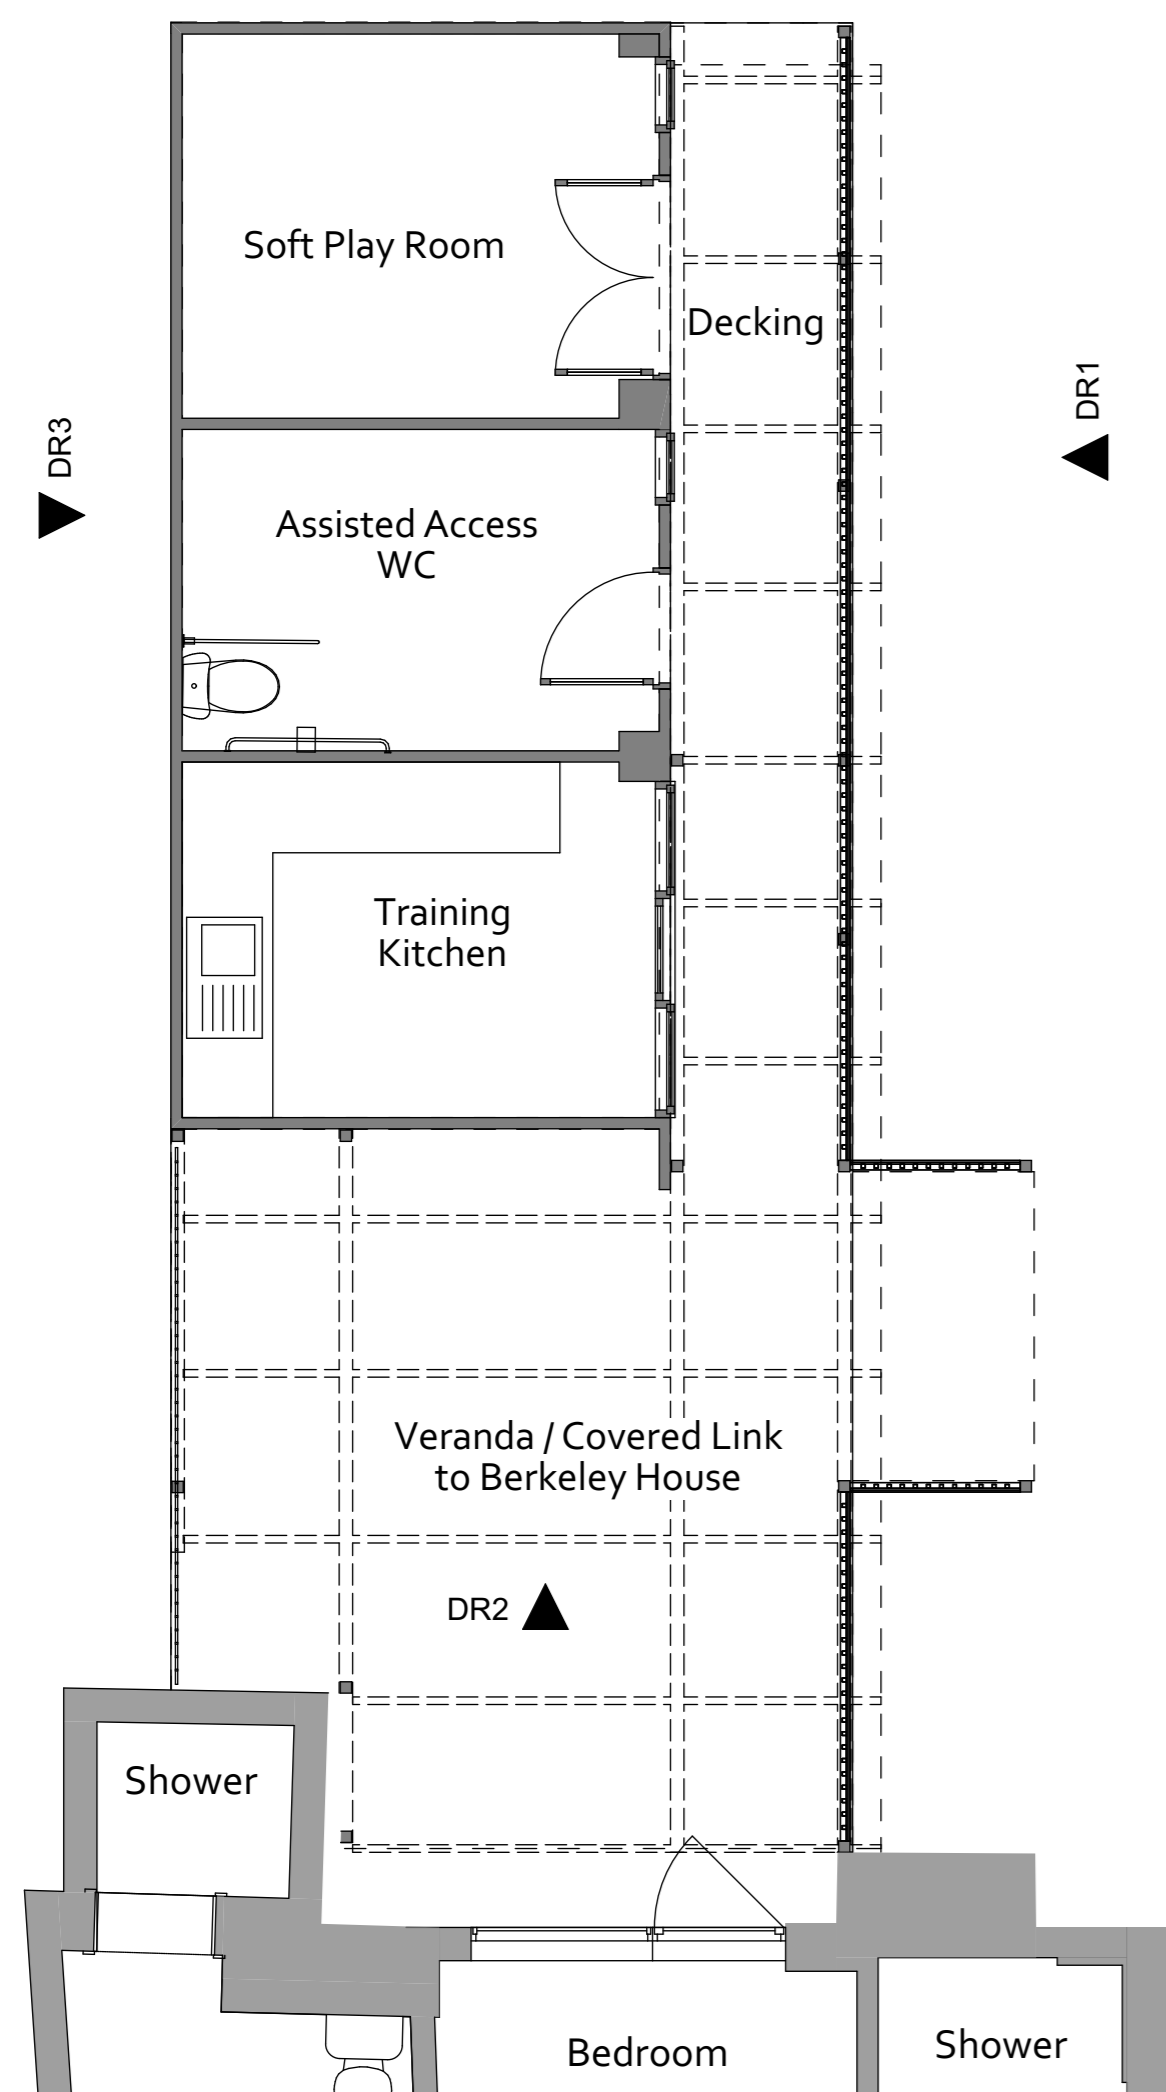 Soft Play Room
Decking
DR1
DR3
Assisted Access
WC
Training
Kitchen
Veranda / Covered Link
to Berkeley House
DR2
Shower
Bedroom
Shower